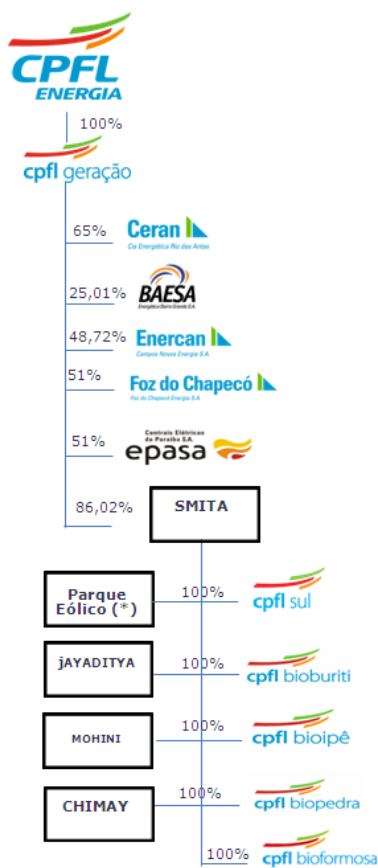 CPFL
ENERGIA
100%
cpfl geração
65%
Ceran
Cia Energética Rio das Antas
25,01%
BAESA
Energética Barra Grande S.A.
48,72%
Enercan
Campos Novos Energia S.A.
51%
Foz do Chapecó
Foz do Chapecó Energia S.A.
51%
Centrais Elétricas
da Paraíba S.A.
epasa
86,02%
SMITA
Parque
Eólico (*)
100%
cpfl sul
jAYADITYA
100%
cpfl bioburiti
MOHINI
100%
cpfl bioipê
CHIMAY
100%
cpfl biopedra
100%
cpfl bioformosa